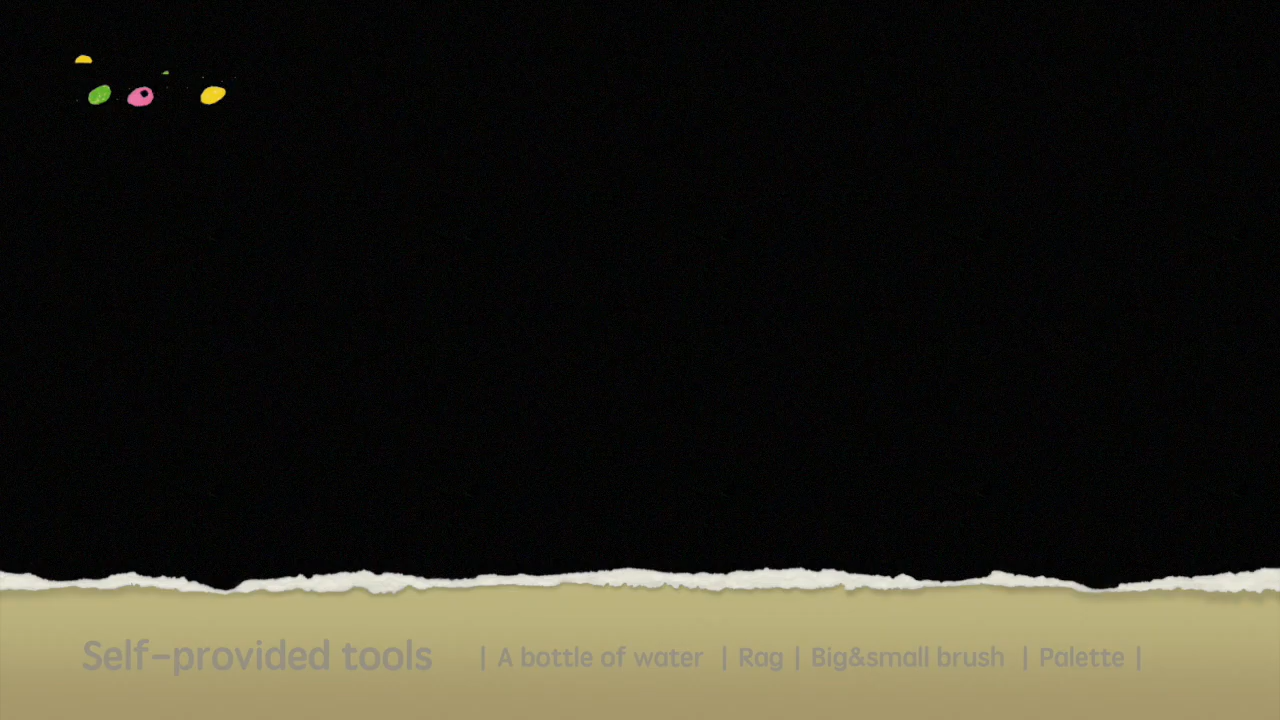 Self-provided tools | A bottle of water | Rag | Big&small brush | Palette |